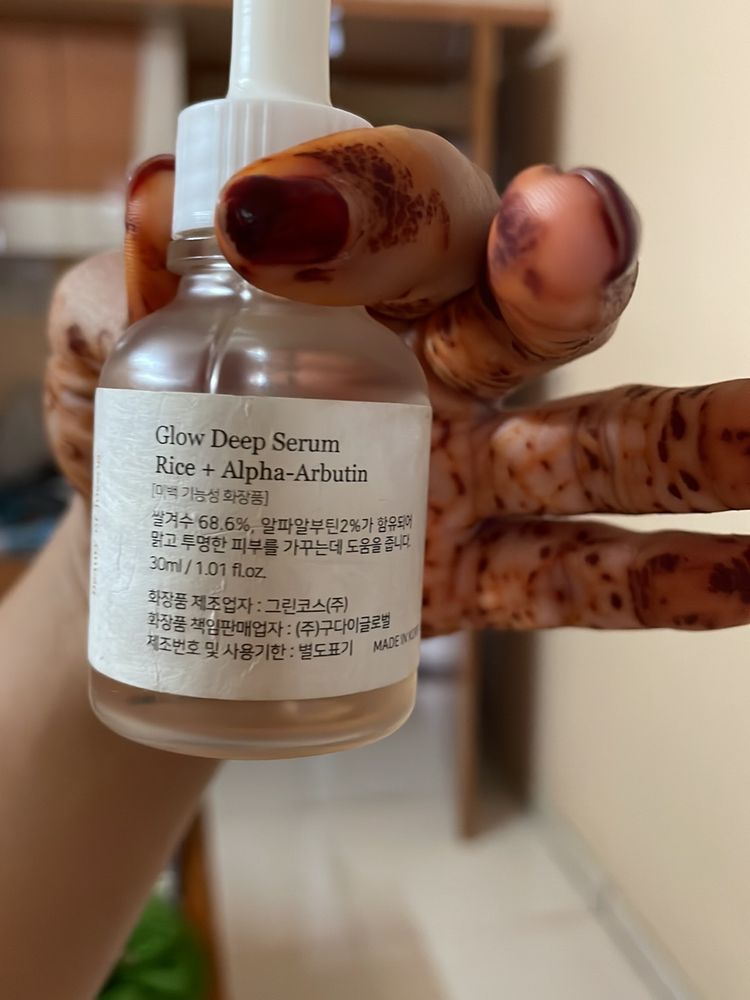 Glow Deep Serum
Rice + Alpha-Arbutin
[미백 기능성 화장품]
쌀겨수 68.6%, 알파알부틴2%가 함유되어
맑고 투명한 피부를 가꾸는데 도움을 줍니다.
30ml / 1.01 fl.oz.
화장품 제조업자 : 그린코스(주)
화장품 책임판매업자 : (주)구다이글로벌
제조번호 및 사용기한 : 별도표기
MADE IN